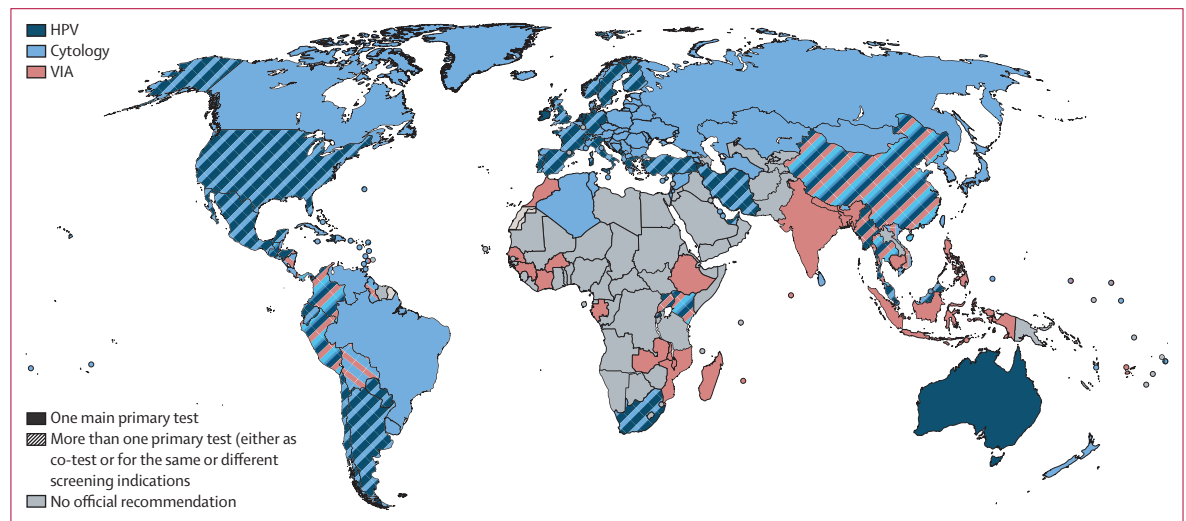 HPV
Cytology
VIA
One main primary test
More than one primary test (either as
co-test or for the same or different
screening indications
No official recommendation